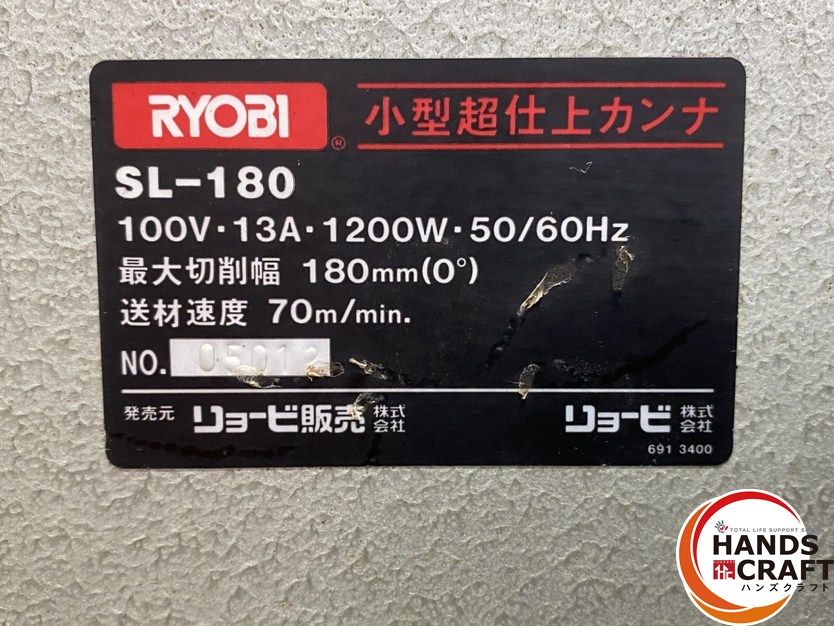 RYOBI ® 小型超仕上カンナ
SL-180
100V・13A・1200W・50/60Hz
最大切削幅 180mm(0°)
送材速度 70m/min.
NO. 05012
発売元 リョービ販売 株式会社 リョービ 株式会社
691 3400
TOTAL LIFE SUPPORT
HANDS
CRAFT
ハンズクラフト